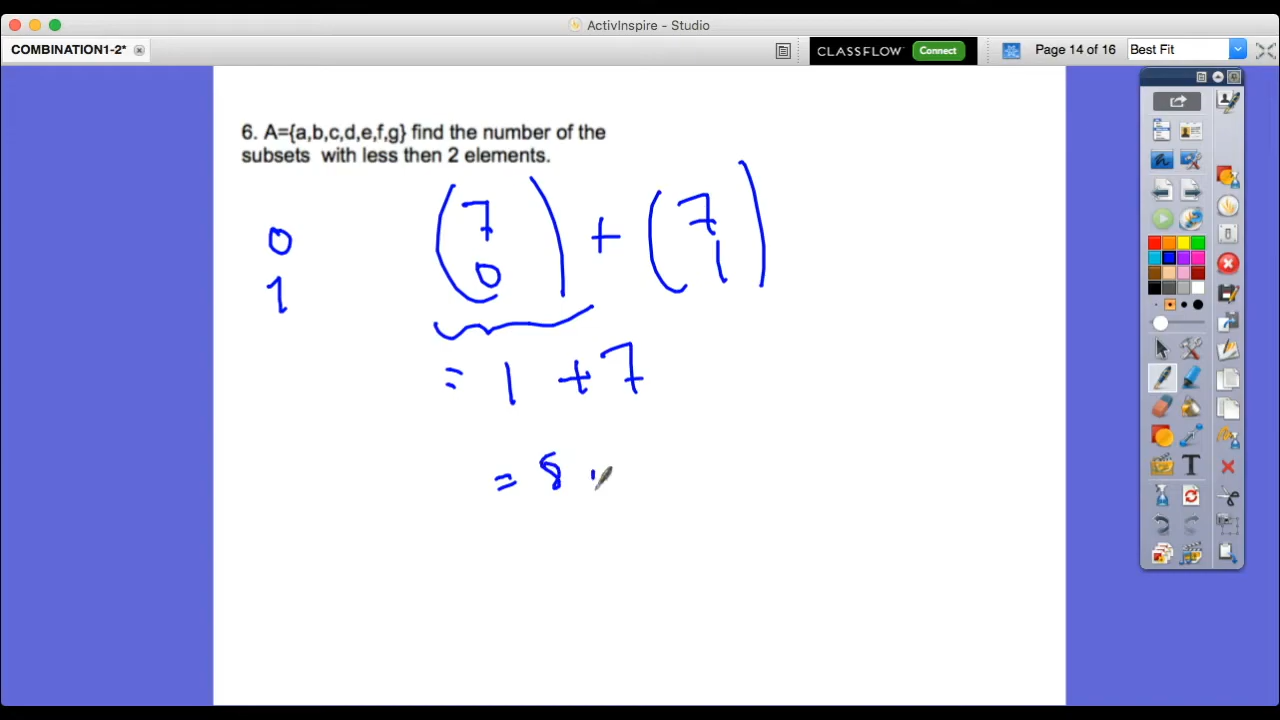 ActivInspire - Studio
COMBINATION1-2*
CLASSFLOW Connect
Page 14 of 16
Best Fit
6. A={a,b,c,d,e,f,g} find the number of the
subsets with less then 2 elements.
0
1
(7 0) + (7 1)
= 1 + 7
= 8
T